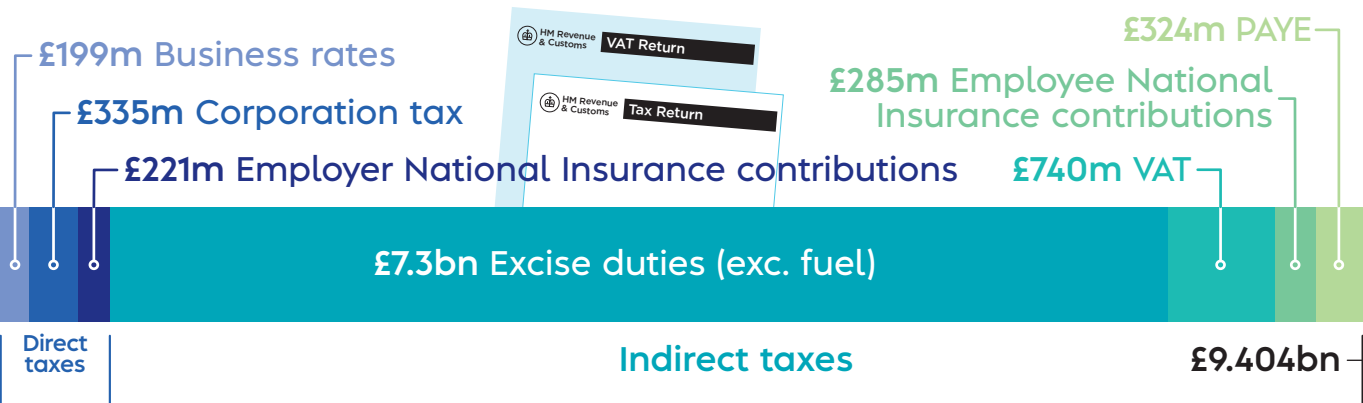 HM Revenue
& Customs
VAT Return
HM Revenue
& Customs
Tax Return
£199m Business rates
£335m Corporation tax
£221m Employer National Insurance contributions
£324m PAYE
£285m Employee National
Insurance contributions
£740m VAT
£7.3bn Excise duties (exc. fuel)
Direct
taxes
Indirect taxes
£9.404bn